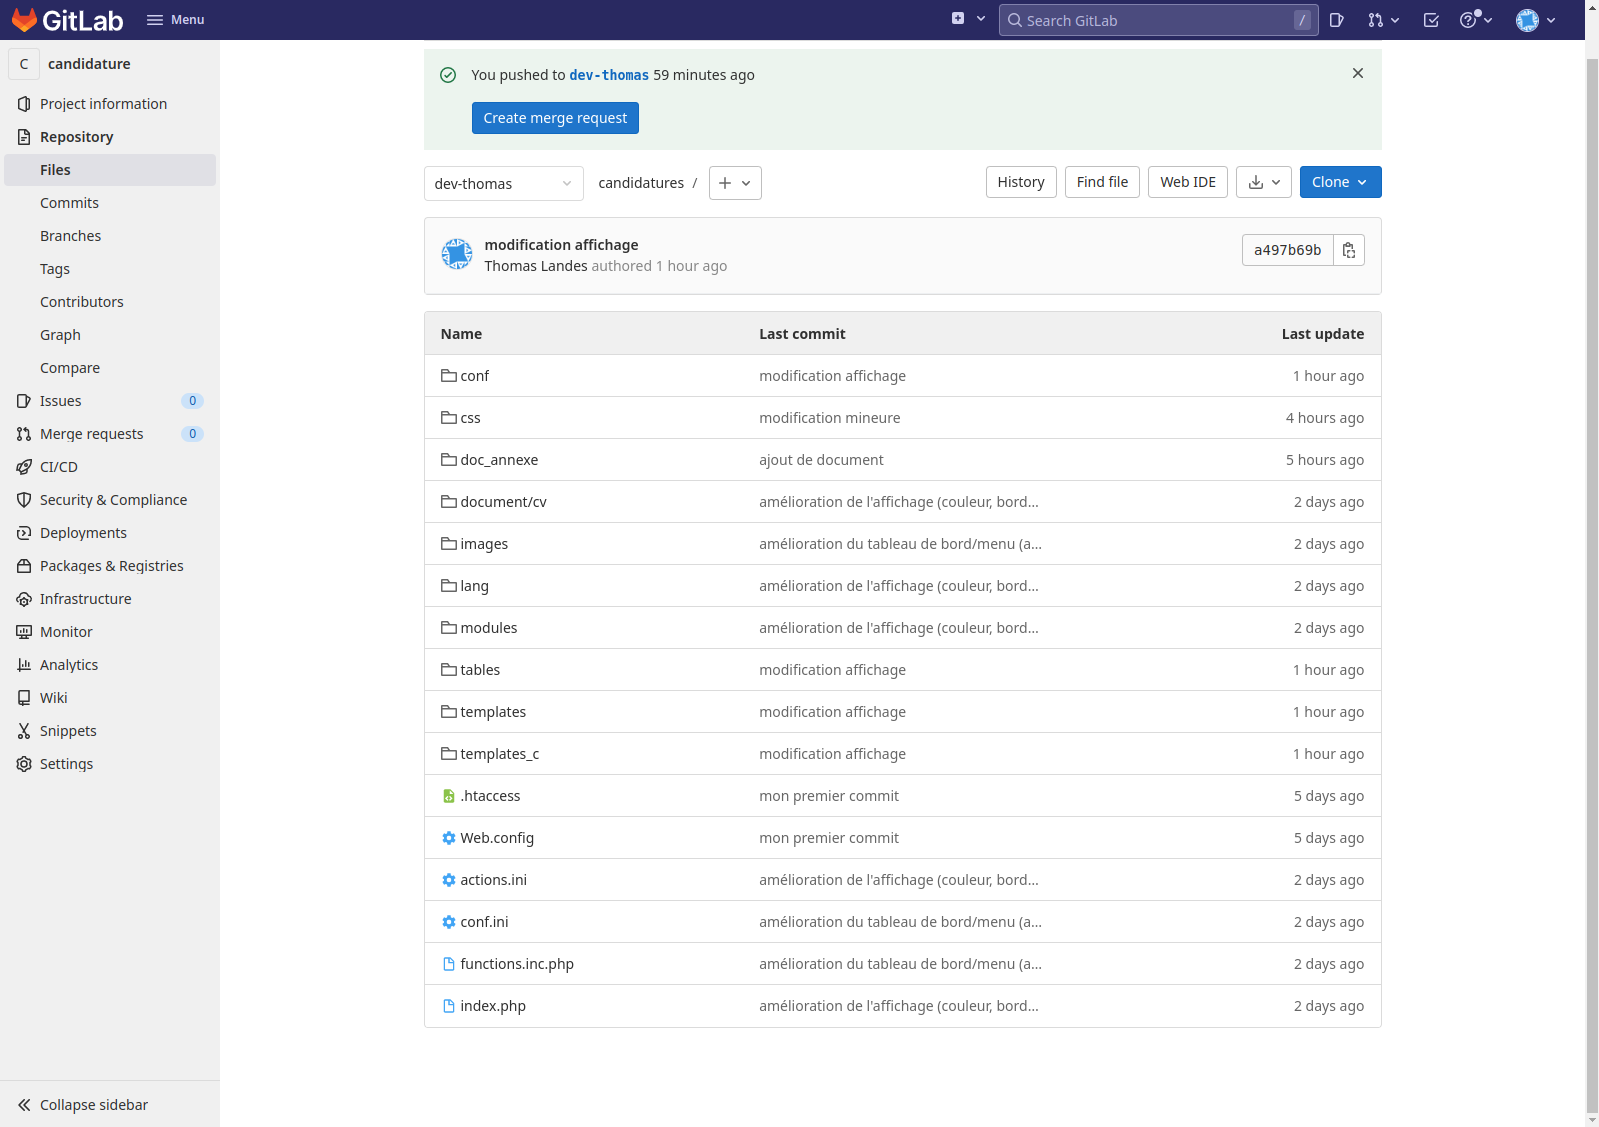 GitLab Menu Search GitLab /
C candidature
Project information
Repository
Files
Commits
Branches
Tags
Contributors
Graph
Compare
Issues 0
Merge requests 0
CI/CD
Security & Compliance
Deployments
Packages & Registries
Infrastructure
Monitor
Analytics
Wiki
Snippets
Settings
Collapse sidebar
You pushed to dev-thomas 59 minutes ago
Create merge request
dev-thomas candidatures / + History Find file Web IDE Clone
modification affichage
Thomas Landes authored 1 hour ago
a497b69b
Name Last commit Last update
conf modification affichage 1 hour ago
css modification mineure 4 hours ago
doc_annexe ajout de document 5 hours ago
document/cv amélioration de l'affichage (couleur, bord... 2 days ago
images amélioration du tableau de bord/menu (a... 2 days ago
lang amélioration de l'affichage (couleur, bord... 2 days ago
modules amélioration de l'affichage (couleur, bord... 2 days ago
tables modification affichage 1 hour ago
templates modification affichage 1 hour ago
templates_c modification affichage 1 hour ago
.htaccess mon premier commit 5 days ago
Web.config mon premier commit 5 days ago
actions.ini amélioration de l'affichage (couleur, bord... 2 days ago
conf.ini amélioration du tableau de bord/menu (a... 2 days ago
functions.inc.php amélioration du tableau de bord/menu (a... 2 days ago
index.php amélioration de l'affichage (couleur, bord... 2 days ago